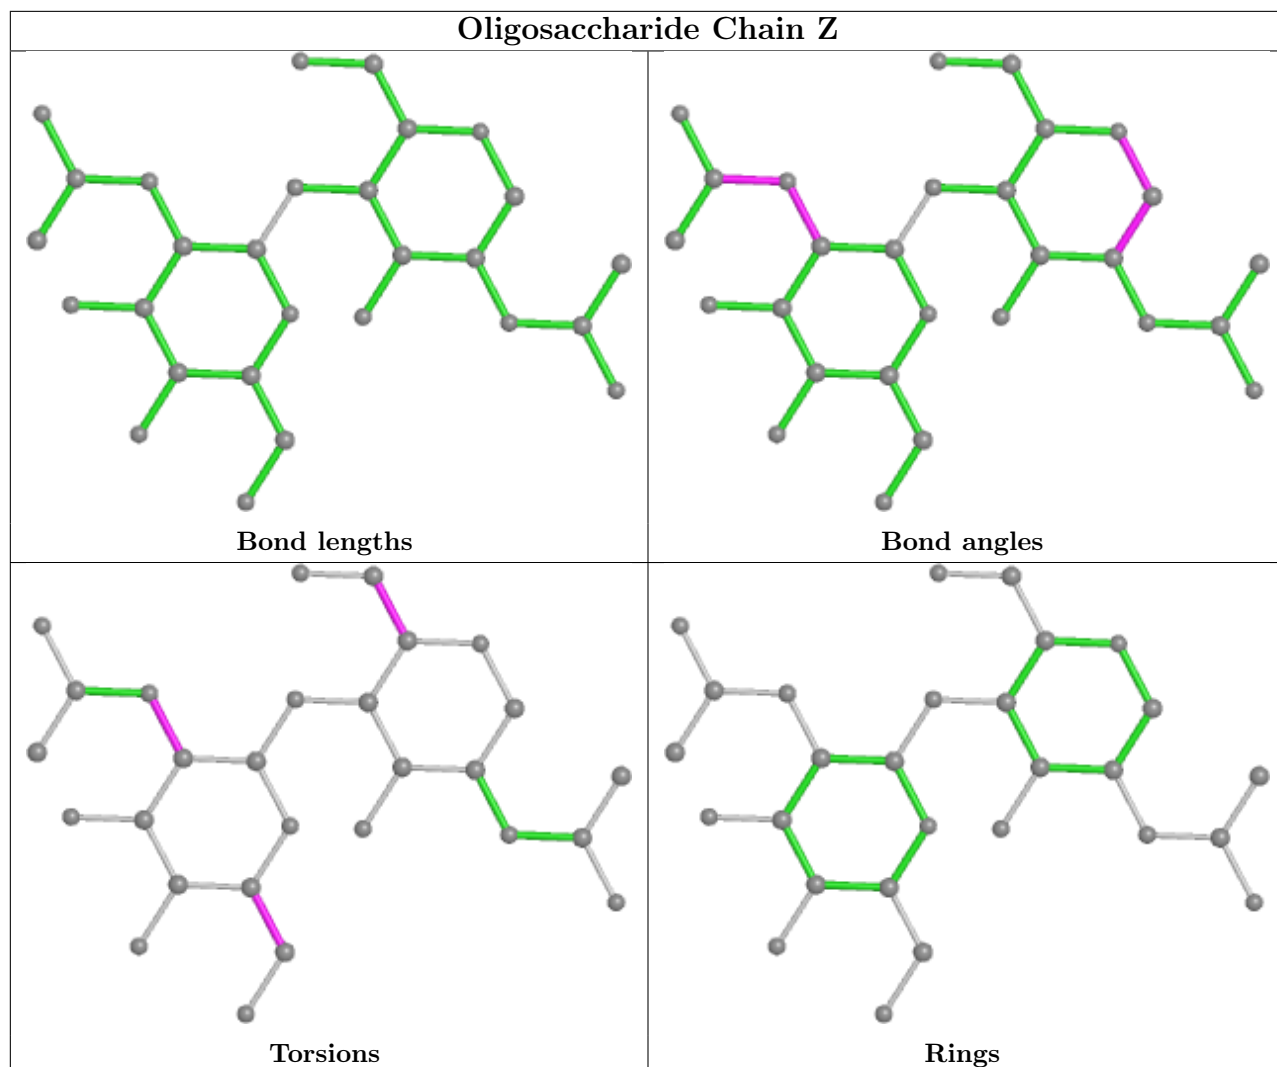 Oligosaccharide Chain Z
Bond lengths
Bond angles
Torsions
Rings